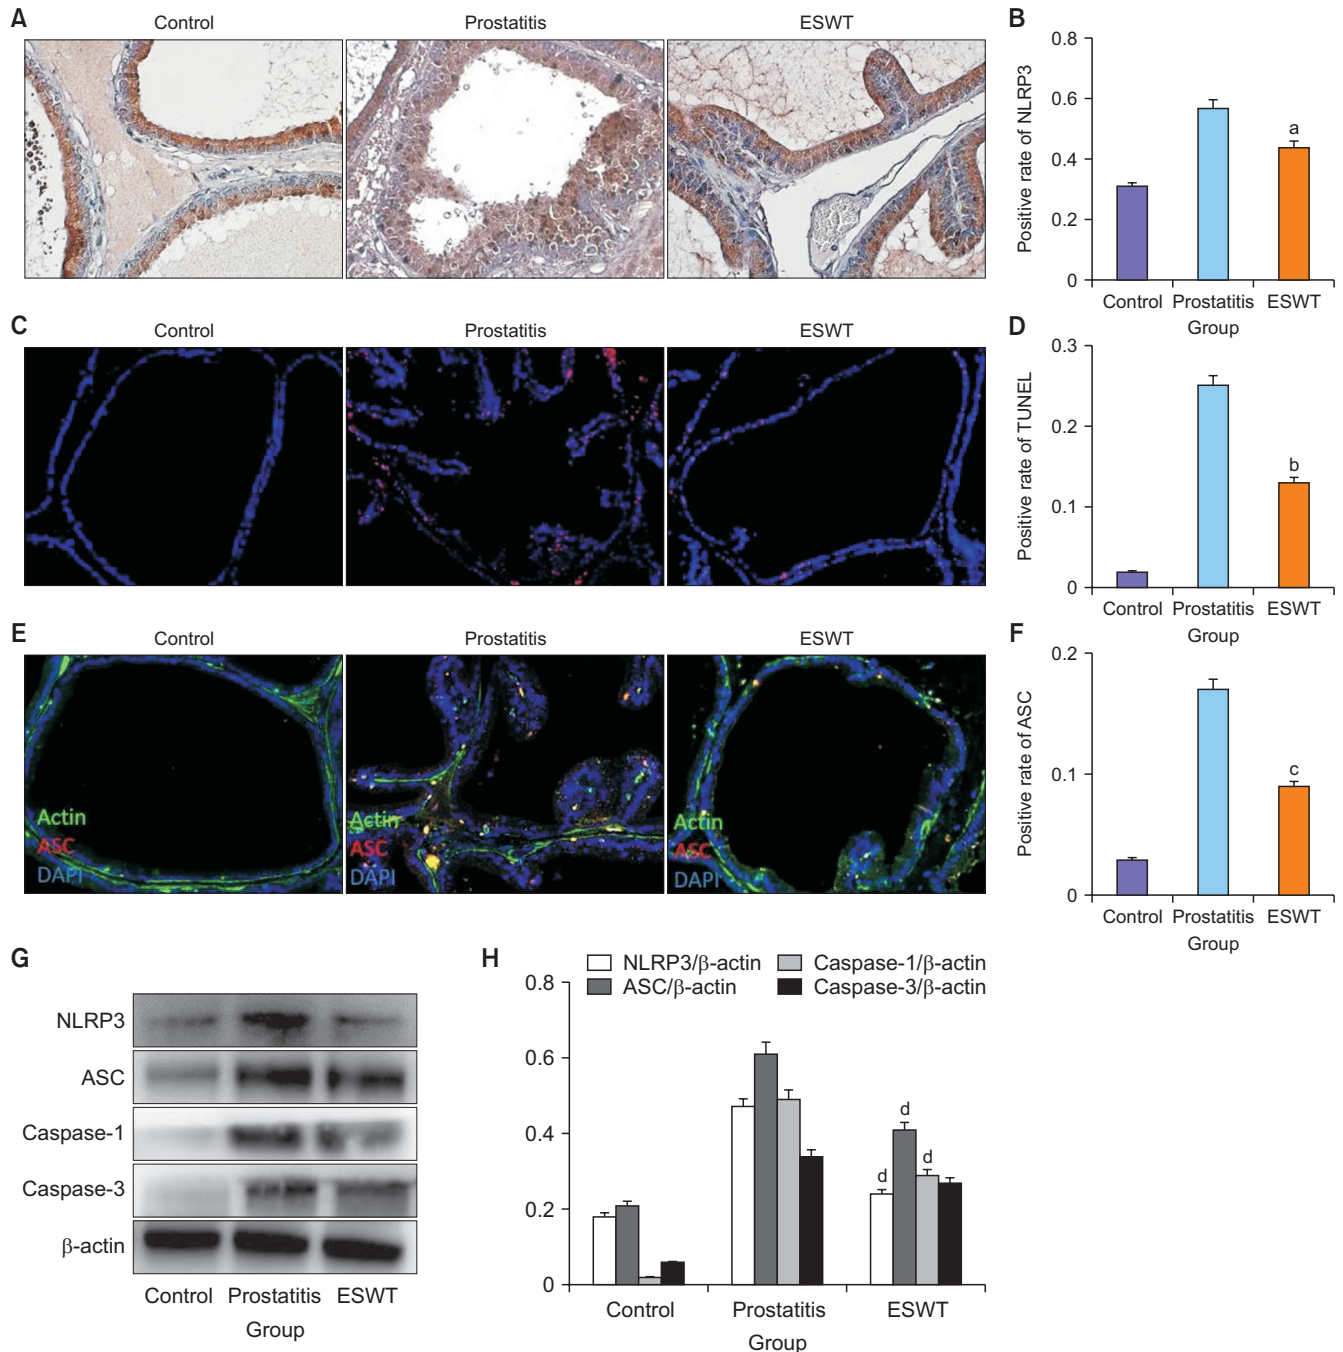 A
Control
Prostatitis
ESWT
B
Positive rate of NLRP3
0.8
0.6
0.4
0.2
0
a
Control Prostatitis ESWT
Group
C
Control
Prostatitis
ESWT
D
Positive rate of TUNEL
0.3
0.2
0.1
0
b
Control Prostatitis ESWT
Group
E
Control
Prostatitis
ESWT
Actin
ASC
DAPI
Actin
ASC
DAPI
Actin
ASC
DAPI
F
Positive rate of ASC
0.2
0.1
0
c
Control Prostatitis ESWT
Group
G
NLRP3
ASC
Caspase-1
Caspase-3
β-actin
Control Prostatitis ESWT
Group
H
NLRP3/β-actin
Caspase-1/β-actin
ASC/β-actin
Caspase-3/β-actin
0.8
0.6
0.4
0.2
0
d
d
d
Control
Prostatitis
ESWT
Group